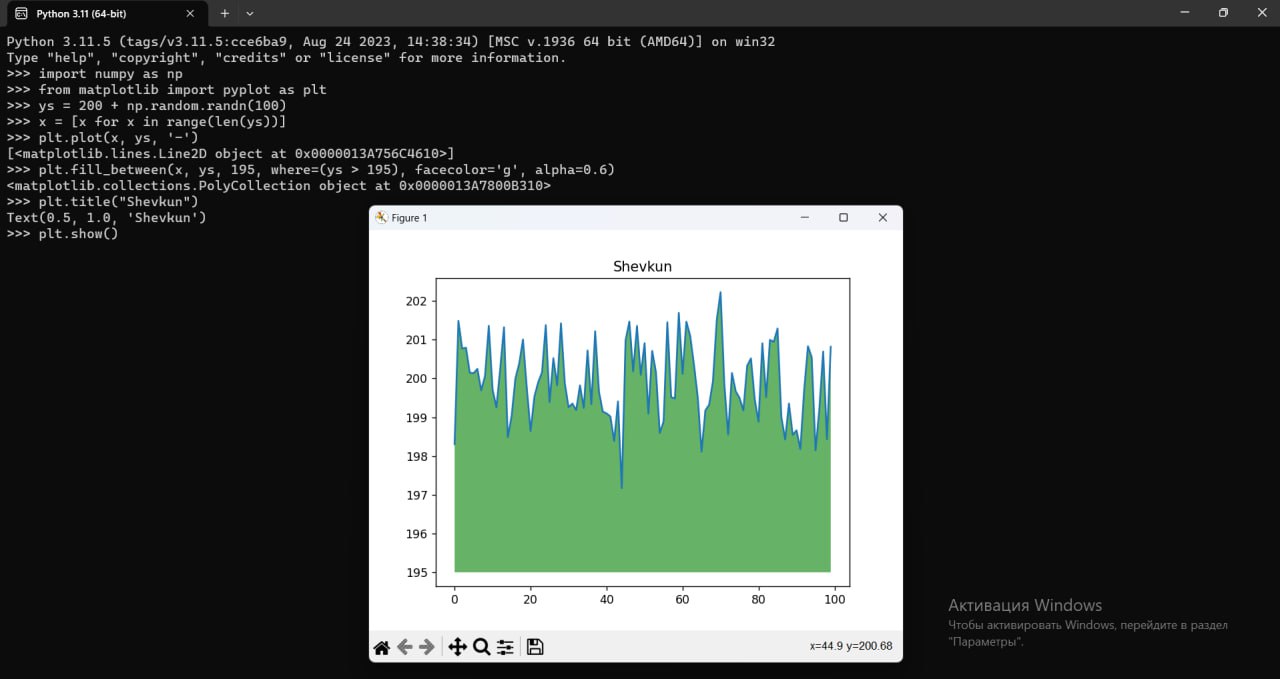 Python 3.11 (64-bit)
Python 3.11.5 (tags/v3.11.5:cce6ba9, Aug 24 2023, 14:38:34) [MSC v.1936 64 bit (AMD64)] on win32
Type "help", "copyright", "credits" or "license" for more information.
>>> import numpy as np
>>> from matplotlib import pyplot as plt
>>> ys = 200 + np.random.randn(100)
>>> x = [x for x in range(len(ys))]
>>> plt.plot(x, ys, '-')
[<matplotlib.lines.Line2D object at 0x0000013A756C4610>]
>>> plt.fill_between(x, ys, 195, where=(ys > 195), facecolor='g', alpha=0.6)
<matplotlib.collections.PolyCollection object at 0x0000013A7800B310>
>>> plt.title("Shevkun")
Text(0.5, 1.0, 'Shevkun')
>>> plt.show()
Figure 1
Shevkun
202
201
200
199
198
197
196
195
0 20 40 60 80 100
x=44.9 y=200.68
Активация Windows
Чтобы активировать Windows, перейдите в раздел
"Параметры".